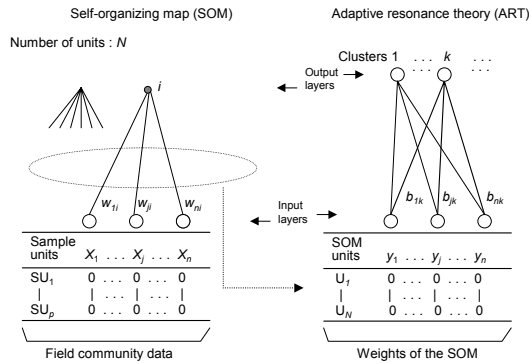 Self-organizing map (SOM)
Adaptive resonance theory (ART)
Number of units : N
Clusters 1 . . . k . . .
. . . . . .
Output layers
i
w1i wji wni
b1k bjk bnk
Input layers
Sample units X1 . . . Xj . . . Xn
SU1 0 . . . 0 . . . 0
| | . . . | . . . |
SUp 0 . . . 0 . . . 0
Field community data
SOM units y1 . . . yj . . . yn
U1 0 . . . 0 . . . 0
| | . . . | . . . |
UN 0 . . . 0 . . . 0
Weights of the SOM